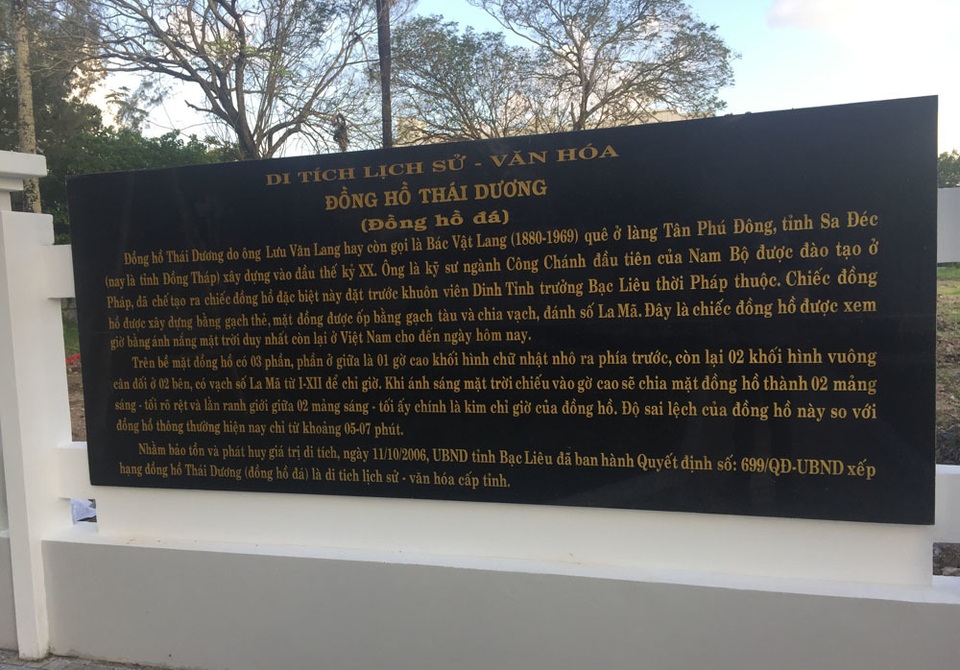 DI TÍCH LỊCH SỬ - VĂN HÓA
ĐỒNG HỒ THÁI DƯƠNG
(Đồng hồ đá)
Đồng hồ Thái Dương do ông Lưu Văn Lang hay còn gọi là Bác Vật Lang (1880-1969) quê ở làng Tân Phú Đông, tỉnh Sa Đéc
(nay là tỉnh Đồng Tháp) xây dựng vào đầu thế kỷ XX. Ông là kỹ sư ngành Công Chánh đầu tiên của Nam Bộ được đào tạo ở
Pháp, đã chế tạo ra chiếc đồng hồ đặc biệt này đặt trước khuôn viên Dinh Tỉnh trưởng Bạc Liêu thời Pháp thuộc. Chiếc đồng
hồ được xây dựng bằng gạch thẻ, mặt đồng được ốp bằng gạch tàu và chia vạch, đánh số La Mã. Đây là chiếc đồng hồ được xem
giờ bằng ánh nắng mặt trời duy nhất còn lại ở Việt Nam cho đến ngày hôm nay.
Trên bề mặt đồng hồ có 03 phần, phần ở giữa là 01 gờ cao khối hình chữ nhật nhô ra phía trước, còn lại 02 khối hình vuông
cân đối ở 02 bên, có vạch số La Mã từ I-XII để chỉ giờ. Khi ánh sáng mặt trời chiếu vào gờ cao sẽ chia mặt đồng hồ thành 02 mảng
sáng - tối rõ rệt và lằn ranh giới giữa 02 mảng sáng - tối ấy chính là kim chỉ giờ của đồng hồ. Độ sai lệch của đồng hồ này so với
đồng hồ thông thường hiện nay chỉ từ khoảng 05-07 phút.
Nhằm bảo tồn và phát huy giá trị di tích, ngày 11/10/2006, UBND tỉnh Bạc Liêu đã ban hành Quyết định số: 699/QĐ-UBND xếp
hạng đồng hồ Thái Dương (đồng hồ đá) là di tích lịch sử - văn hóa cấp tỉnh.